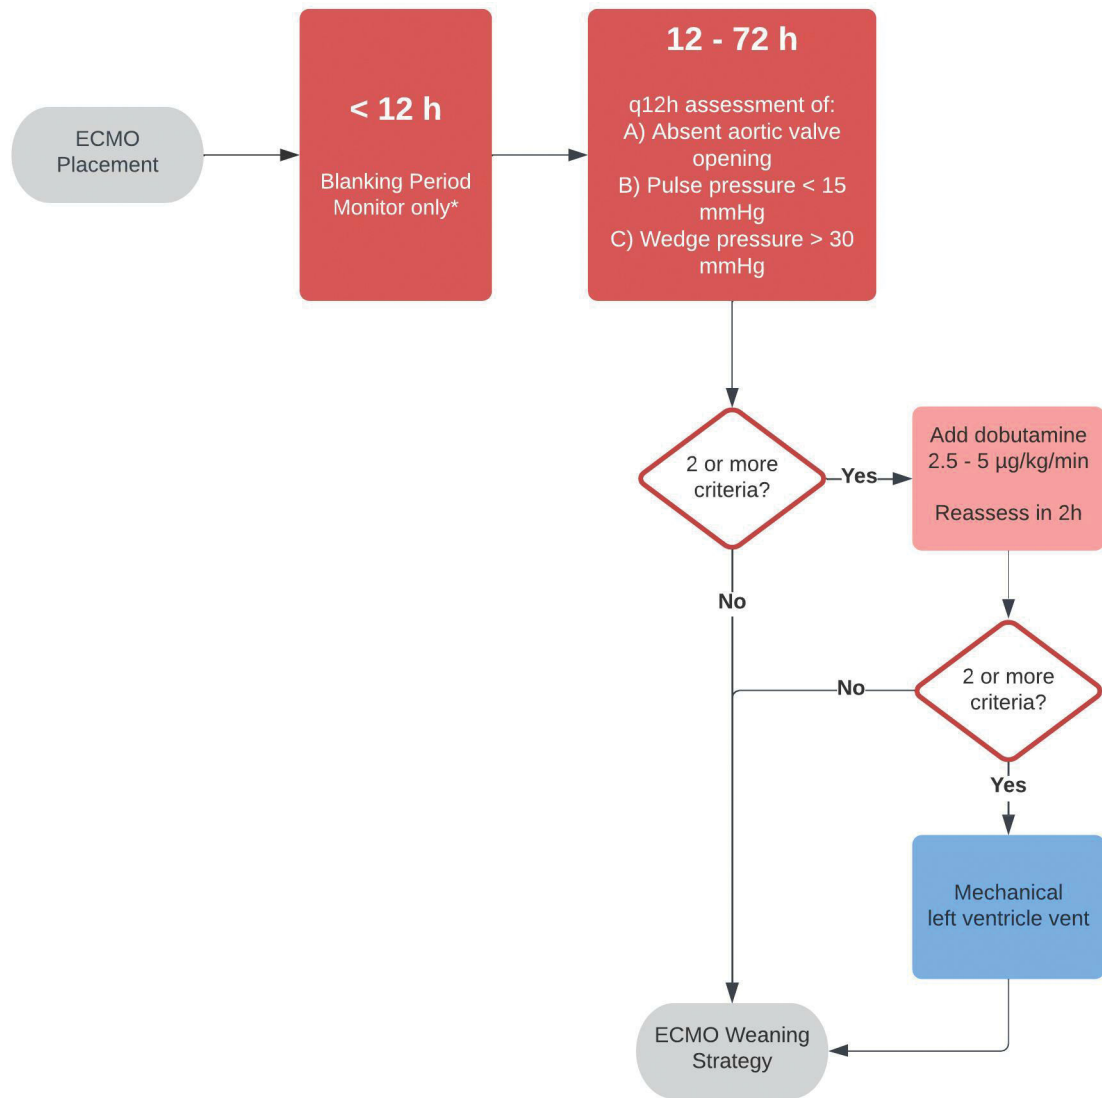 ECMO
Placement
< 12 h
Blanking Period
Monitor only*
12 - 72 h
q12h assessment of:
A) Absent aortic valve
opening
B) Pulse pressure < 15
mmHg
C) Wedge pressure > 30
mmHg
2 or more
criteria?
Yes
Add dobutamine
2.5 - 5 µg/kg/min
Reassess in 2h
No
2 or more
criteria?
No
Yes
Mechanical
left ventricle vent
ECMO Weaning
Strategy